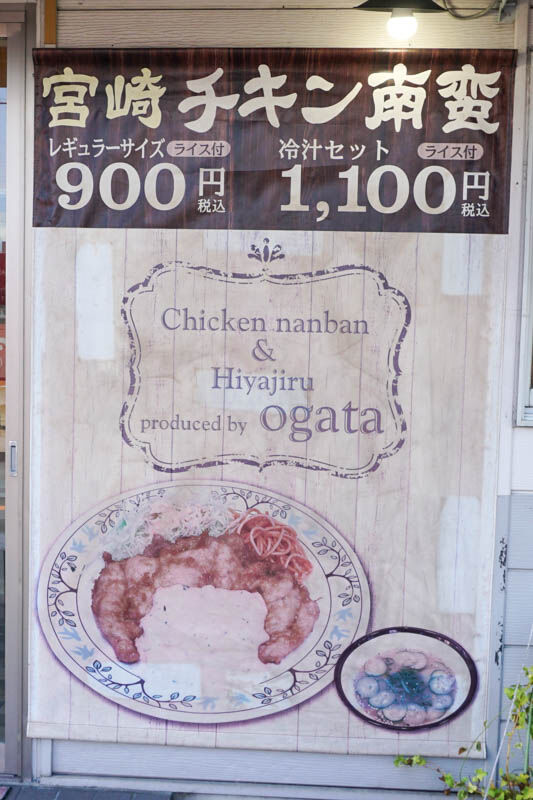 宮崎 チキン南蛮
レギュラーサイズ ライス付 冷汁セット ライス付
900円 税込 1,100円 税込
Chicken nanban
&
Hiyajiru
produced by ogata